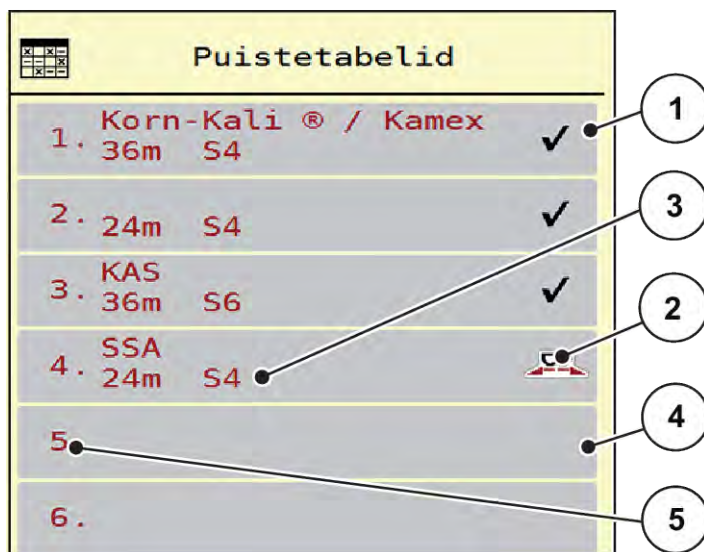 Puistetabelid
1. Korn-Kali ® / Kamex
36m S4
2.
24m S4
3. KAS
36m S6
4. SSA
24m S4
5.
6.
1
3
2
4
5